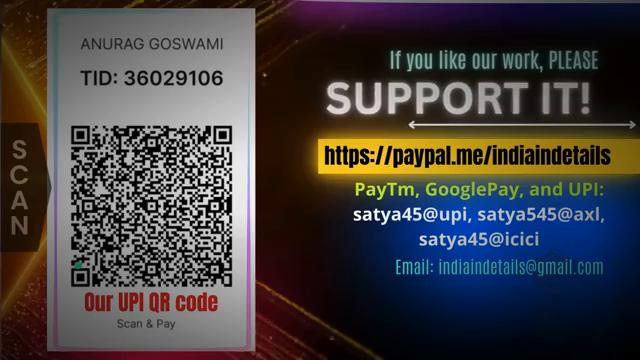 ANURAG GOSWAMI
TID: 36029106
SCAN
Our UPI QR code
Scan & Pay
If you like our work, PLEASE
SUPPORT IT!
https://paypal.me/indiaindetails
PayTm, GooglePay, and UPI:
satya45@upi, satya545@axl,
satya45@icici
Email: indiaindetails@gmail.com